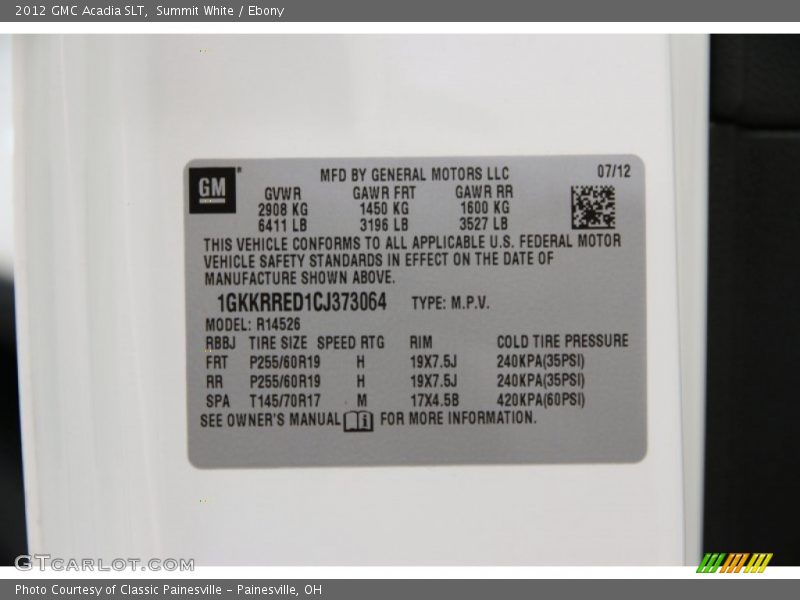 2012 GMC Acadia SLT,  Summit White / Ebony
GM
MFD BY GENERAL MOTORS LLC 07/12
GVWR GAWR FRT GAWR RR
2908 KG 1450 KG 1600 KG
6411 LB 3196 LB 3527 LB
THIS VEHICLE CONFORMS TO ALL APPLICABLE U.S. FEDERAL MOTOR
VEHICLE SAFETY STANDARDS IN EFFECT ON THE DATE OF
MANUFACTURE SHOWN ABOVE.
1GKKRRED1CJ373064 TYPE: M.P.V.
MODEL: R14526
RBBJ TIRE SIZE SPEED RTG RIM COLD TIRE PRESSURE
FRT P255/60R19 H 19X7.5J 240KPA(35PSI)
RR P255/60R19 H 19X7.5J 240KPA(35PSI)
SPA T145/70R17 M 17X4.5B 420KPA(60PSI)
SEE OWNER'S MANUAL i FOR MORE INFORMATION.
GTCARLOT.COM
Photo Courtesy of Classic Painesville - Painesville, OH